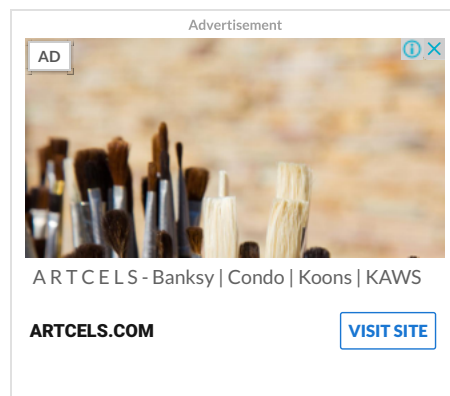 Advertisement
AD
A R T C E L S - Banksy | Condo | Koons | KAWS
ARTCELS.COM
VISIT SITE